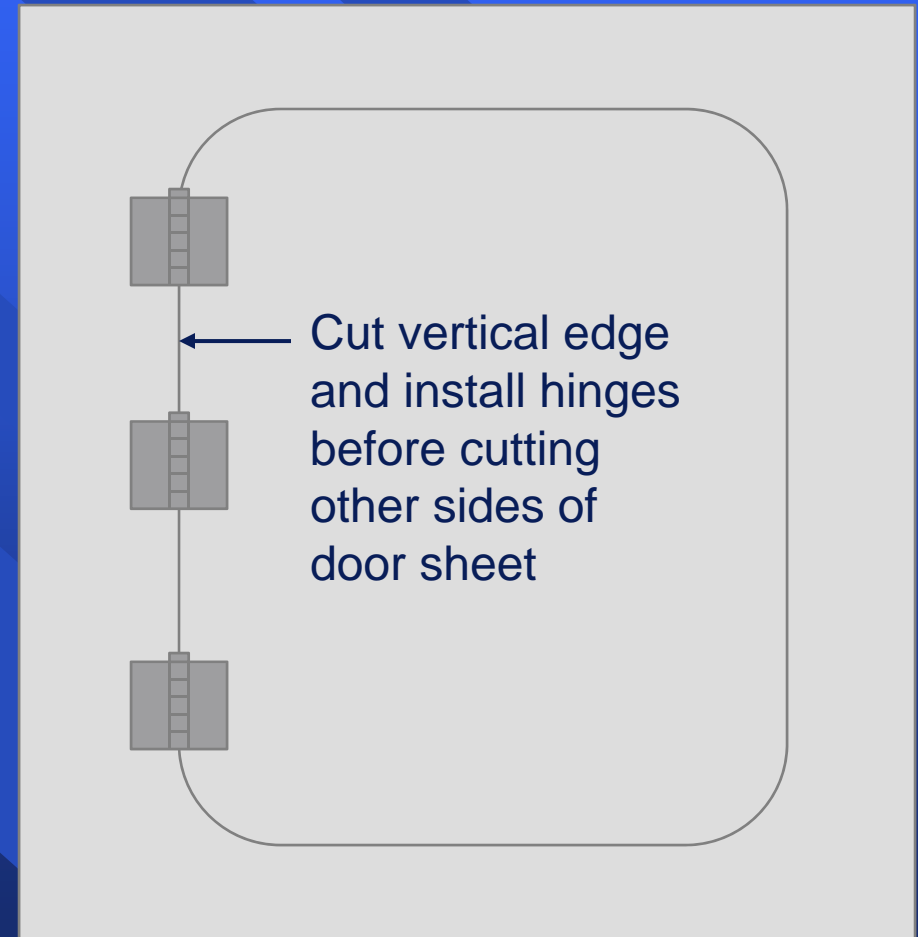 Cut vertical edge
and install hinges
before cutting
other sides of
door sheet